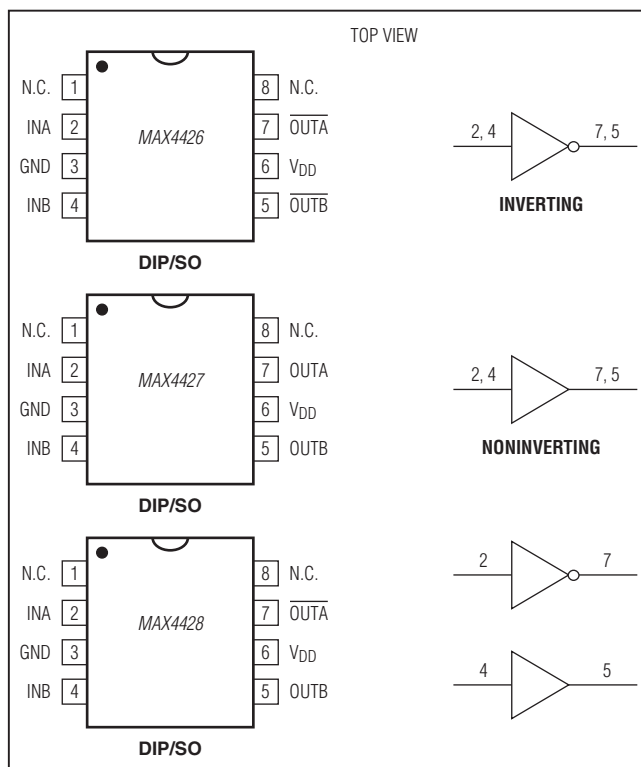 TOP VIEW
N.C. 1 8 N.C.
INA 2 MAX4426 7 O̅U̅T̅A̅
GND 3 6 VDD
INB 4 5 O̅U̅T̅B̅
DIP/SO
2, 4 7, 5
INVERTING
N.C. 1 8 N.C.
INA 2 MAX4427 7 OUTA
GND 3 6 VDD
INB 4 5 OUTB
DIP/SO
2, 4 7, 5
NONINVERTING
N.C. 1 8 N.C.
INA 2 MAX4428 7 O̅U̅T̅A̅
GND 3 6 VDD
INB 4 5 OUTB
DIP/SO
2 7
4 5